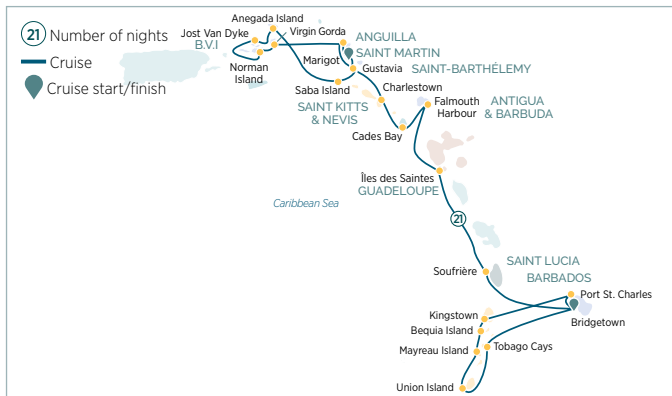 21 Number of nights
Cruise
Cruise start/finish
Anegada Island
Jost Van Dyke
B.V.I
Virgin Gorda
Norman
Island
ANGUILLA
SAINT MARTIN
Marigot
Gustavia
SAINT-BARTHÉLEMY
Saba Island
Charlestown
SAINT KITTS
& NEVIS
Falmouth
Harbour
ANTIGUA
& BARBUDA
Cades Bay
Îles des Saintes
GUADELOUPE
Caribbean Sea
21
SAINT LUCIA
Soufrière
BARBADOS
Port St. Charles
Kingstown
Bridgetown
Bequia Island
Mayreau Island
Tobago Cays
Union Island